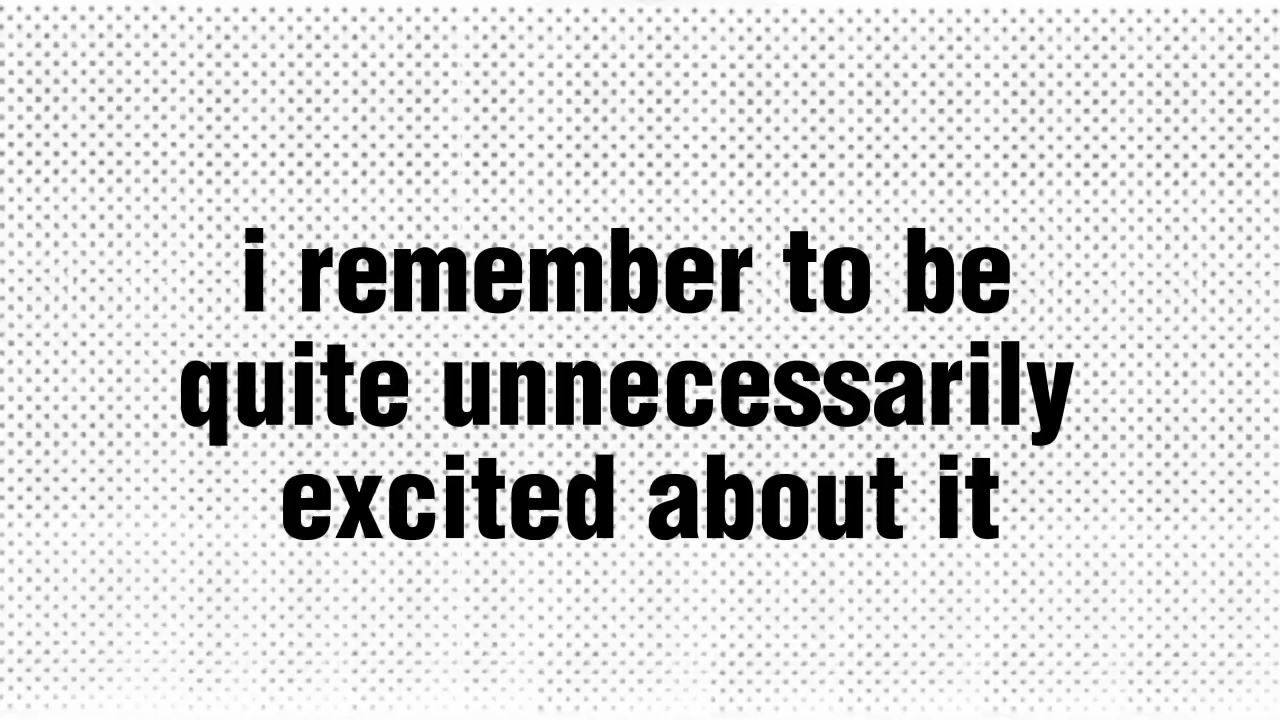 i remember to be
quite unnecessarily
excited about it